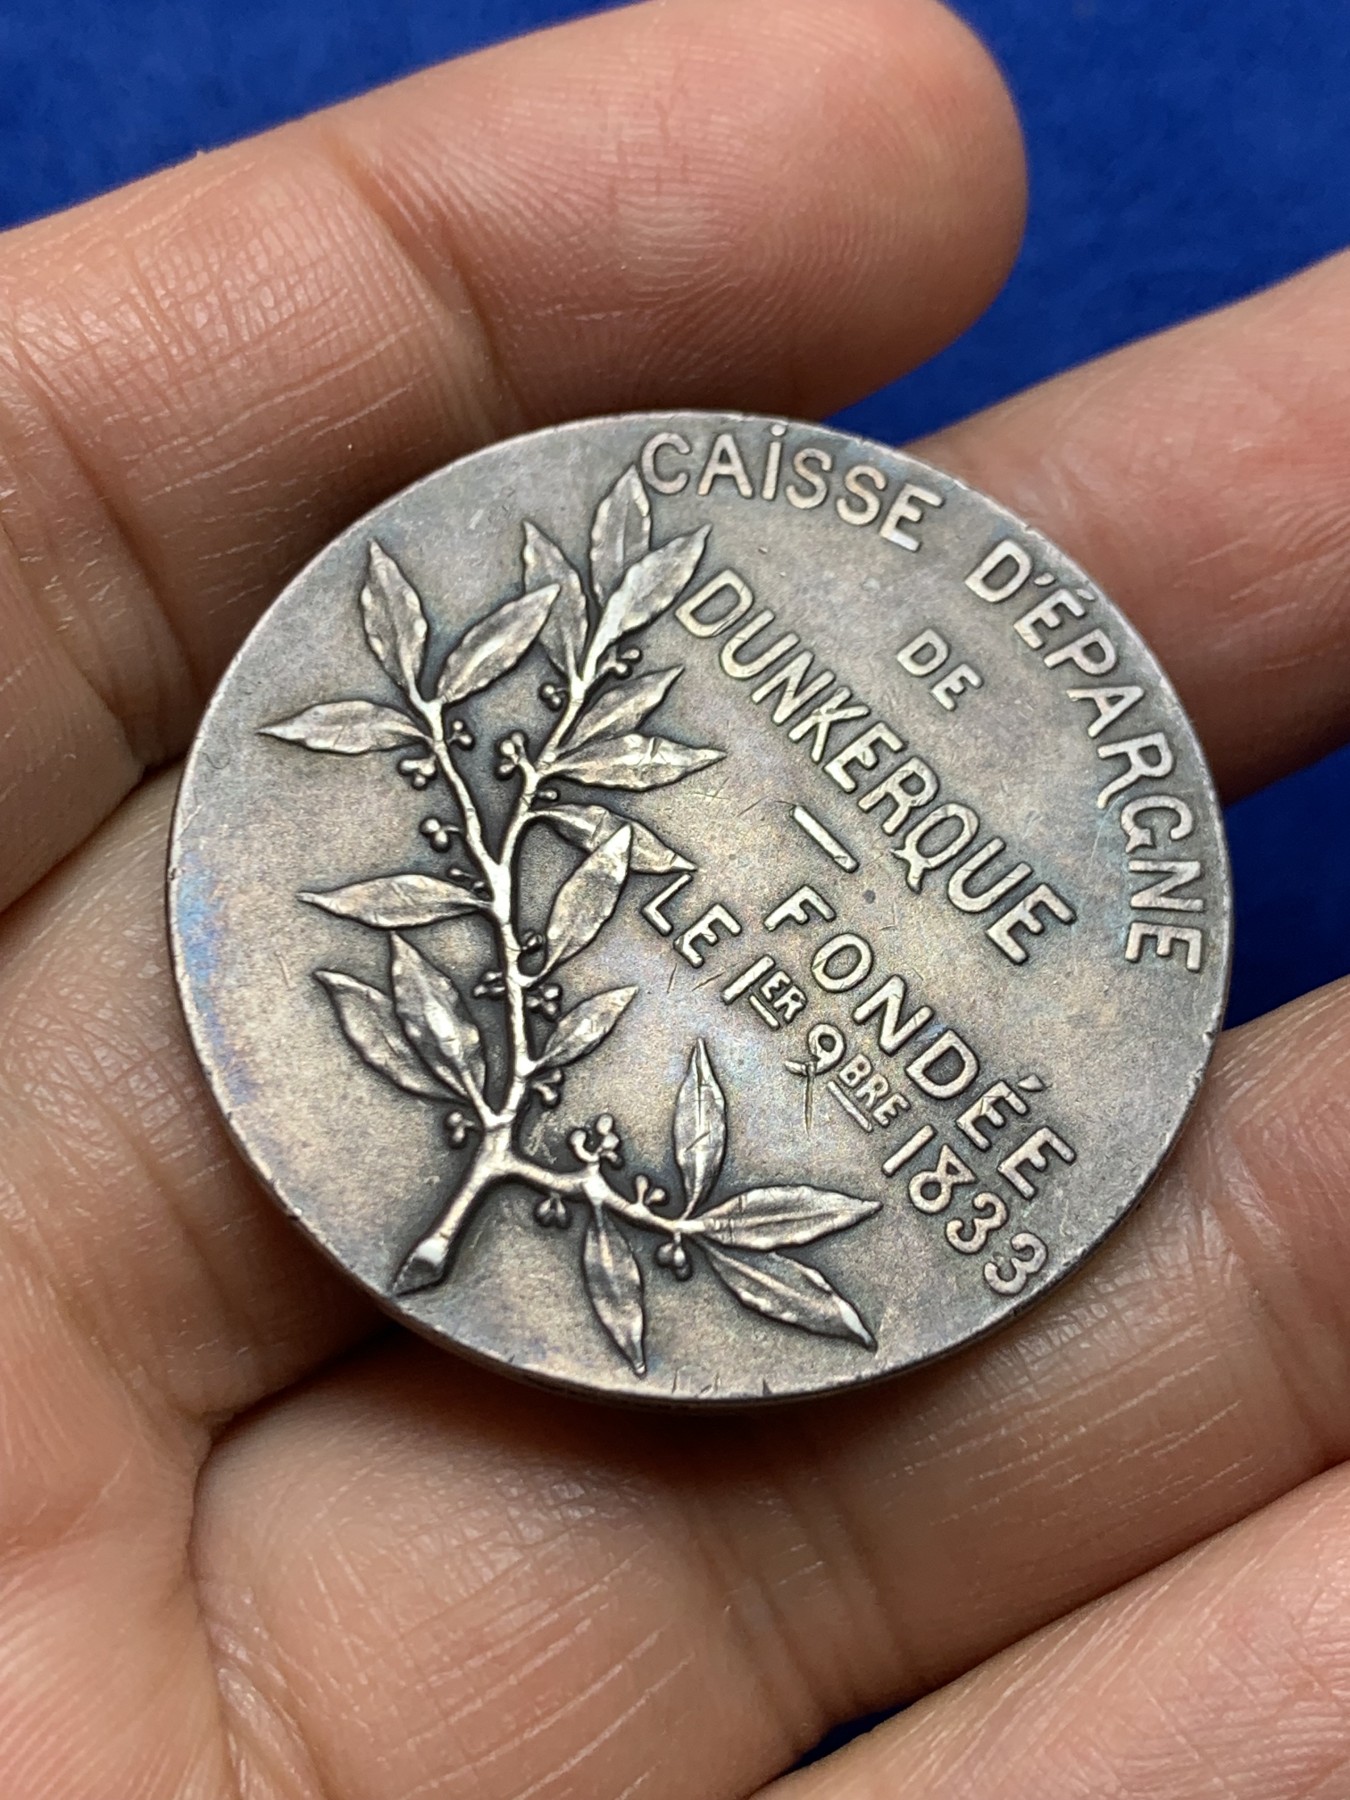 CAISSE D'ÉPARGNE
DE
DUNKERQUE
—
FONDÉE
LE 1ER 9BRE 1833